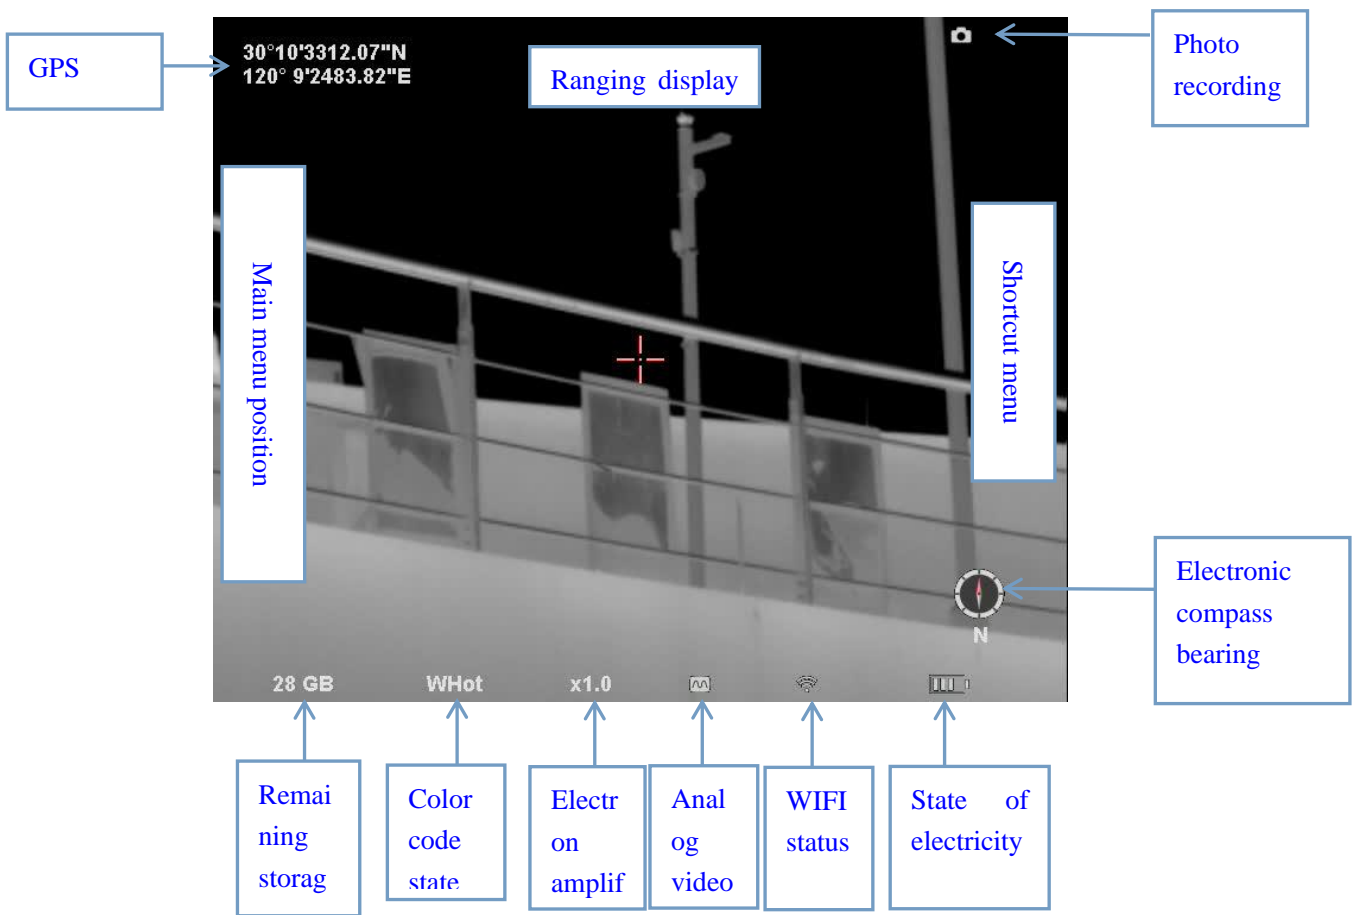 GPS
30°10'3312.07"N
120° 9'2483.82"E
Ranging display
Photo
recording
Main menu position
Shortcut menu
Electronic
compass
bearing
N
28 GB
WHot
x1.0
Remai
ning
storag
Color
code
state
Electr
on
amplif
Anal
og
video
WIFI
status
State of
electricity